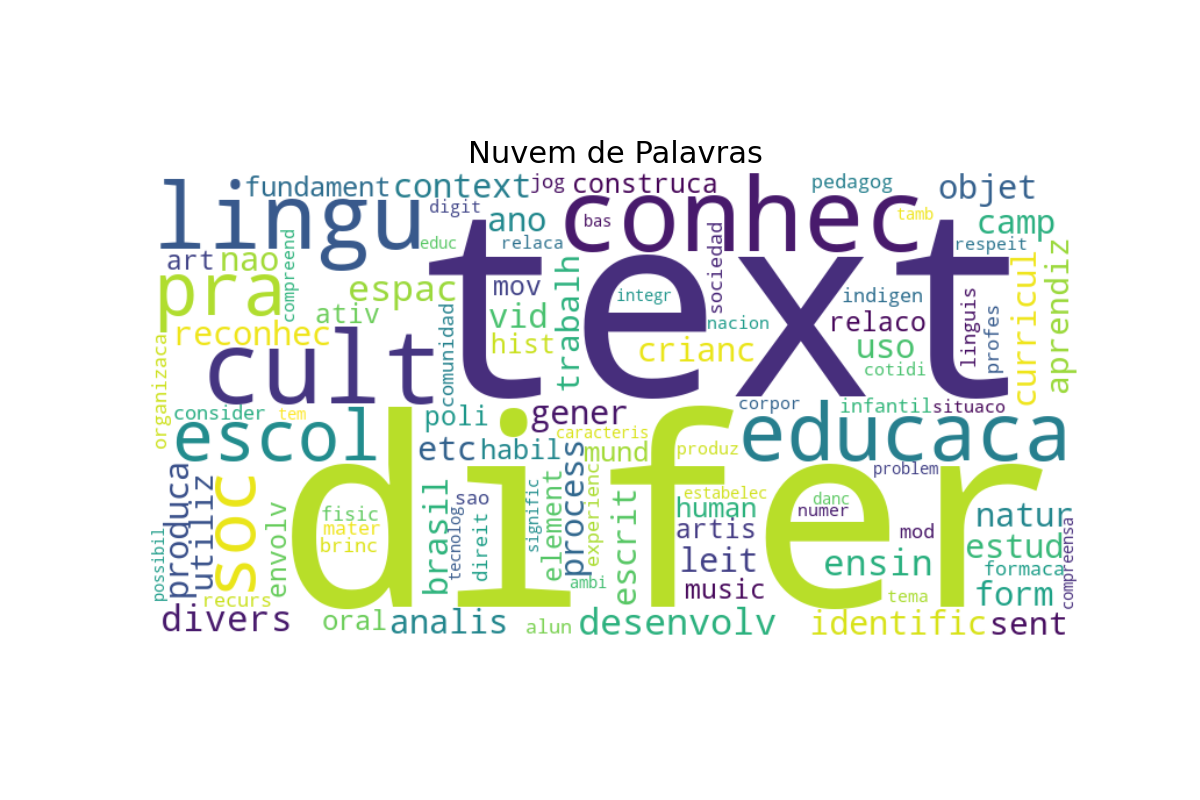 Nuvem de Palavras
lingu
fundament
context
jog
construca
pedagog
objet
conhec
digit
ano
bas
tamb
camp
educ
relaca
respeit
art
nao
compreend
text
sociedad
curricul
aprendiz
pra
espac
mov
trabalh
integr
indigen
ativ
vid
nacion
relaco
linguis
profes
reconhec
hist
crianc
uso
cult
comunidad
cotidi
organizaca
consider
tem
poli
gener
corpor
infantil
situaco
escol
etc
habil
caracteris
mund
produz
educaca
difer
process
problem
produca
utiliz
soc
envolv
fisic
mater
brinc
brasil
sao
tecnolog
direit
signific
element
experienc
escrit
estabelec
human
danc
numer
artis
mod
natur
estud
compreensa
possibil
leit
ensin
formaca
recurs
ambi
music
tema
form
divers
oral
analis
alun
desenvolv
identific
sent